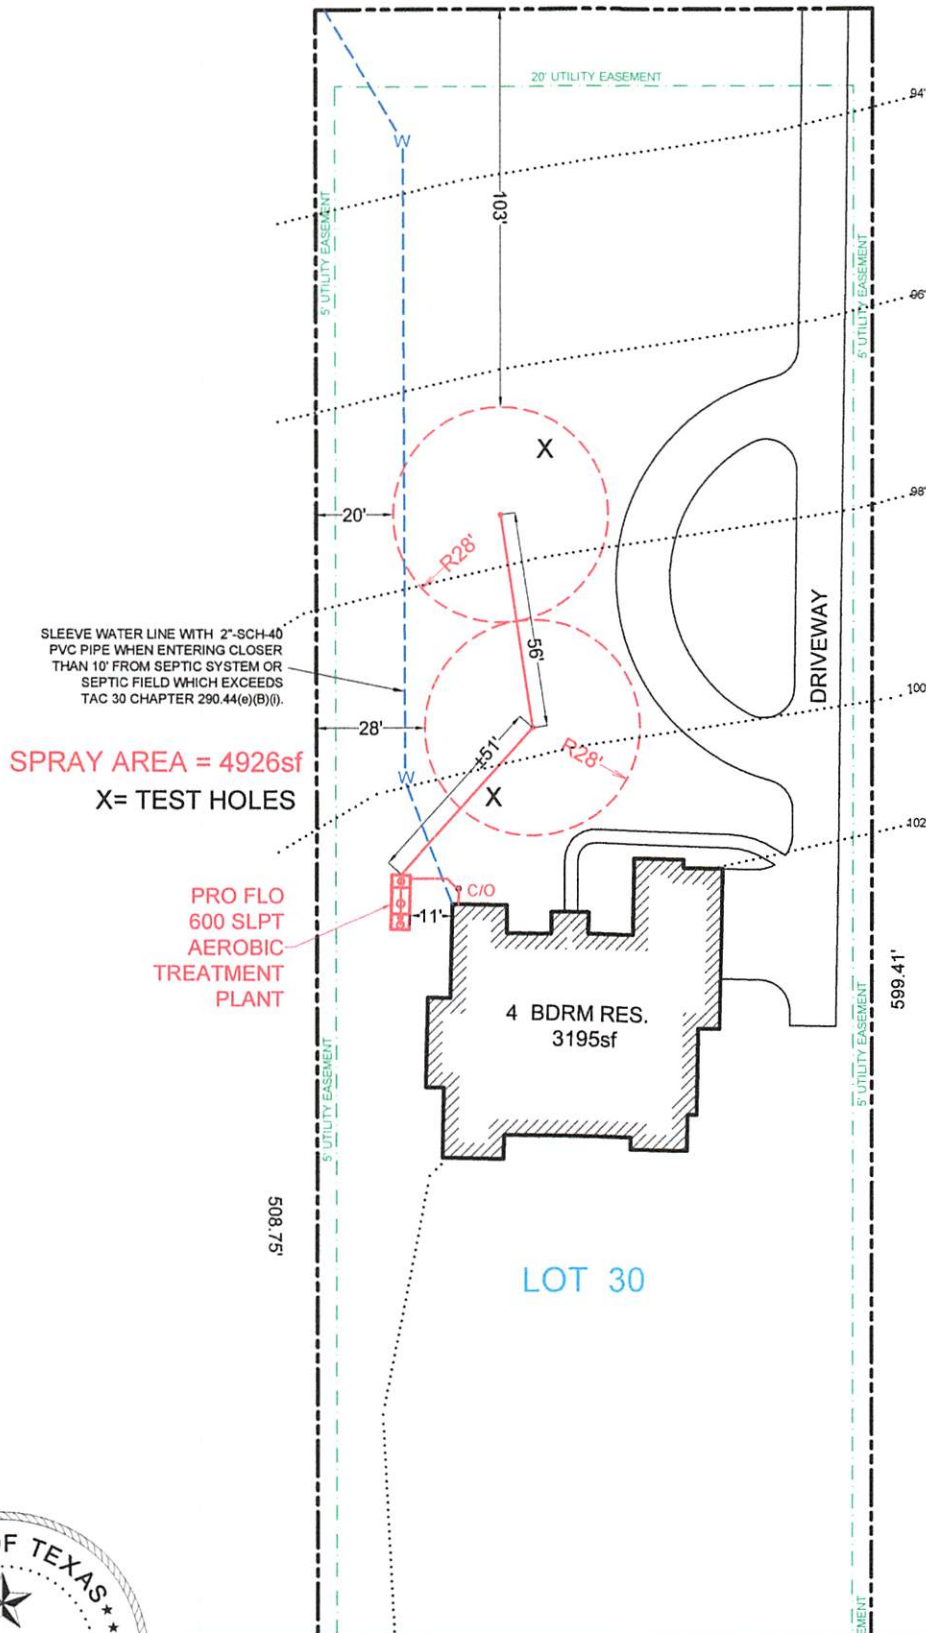 20' UTILITY EASEMENT
94'
W
103'
5' UTILITY EASEMENT
5' UTILITY EASEMENT
96'
X
98'
20'
R28'
SLEEVE WATER LINE WITH 2"-SCH-40
PVC PIPE WHEN ENTERING CLOSER
THAN 10' FROM SEPTIC SYSTEM OR
SEPTIC FIELD WHICH EXCEEDS
TAC 30 CHAPTER 290.44(e)(B)(i).
56'
DRIVEWAY
100'
28'
±51'
R28'
SPRAY AREA = 4926sf
W
X= TEST HOLES
X
102'
PRO FLO
600 SLPT
AEROBIC
TREATMENT
PLANT
C/O
11'
599.41'
4 BDRM RES.
3195sf
5' UTILITY EASEMENT
5' UTILITY EASEMENT
508.75'
LOT 30
OF TEXAS
EMENT